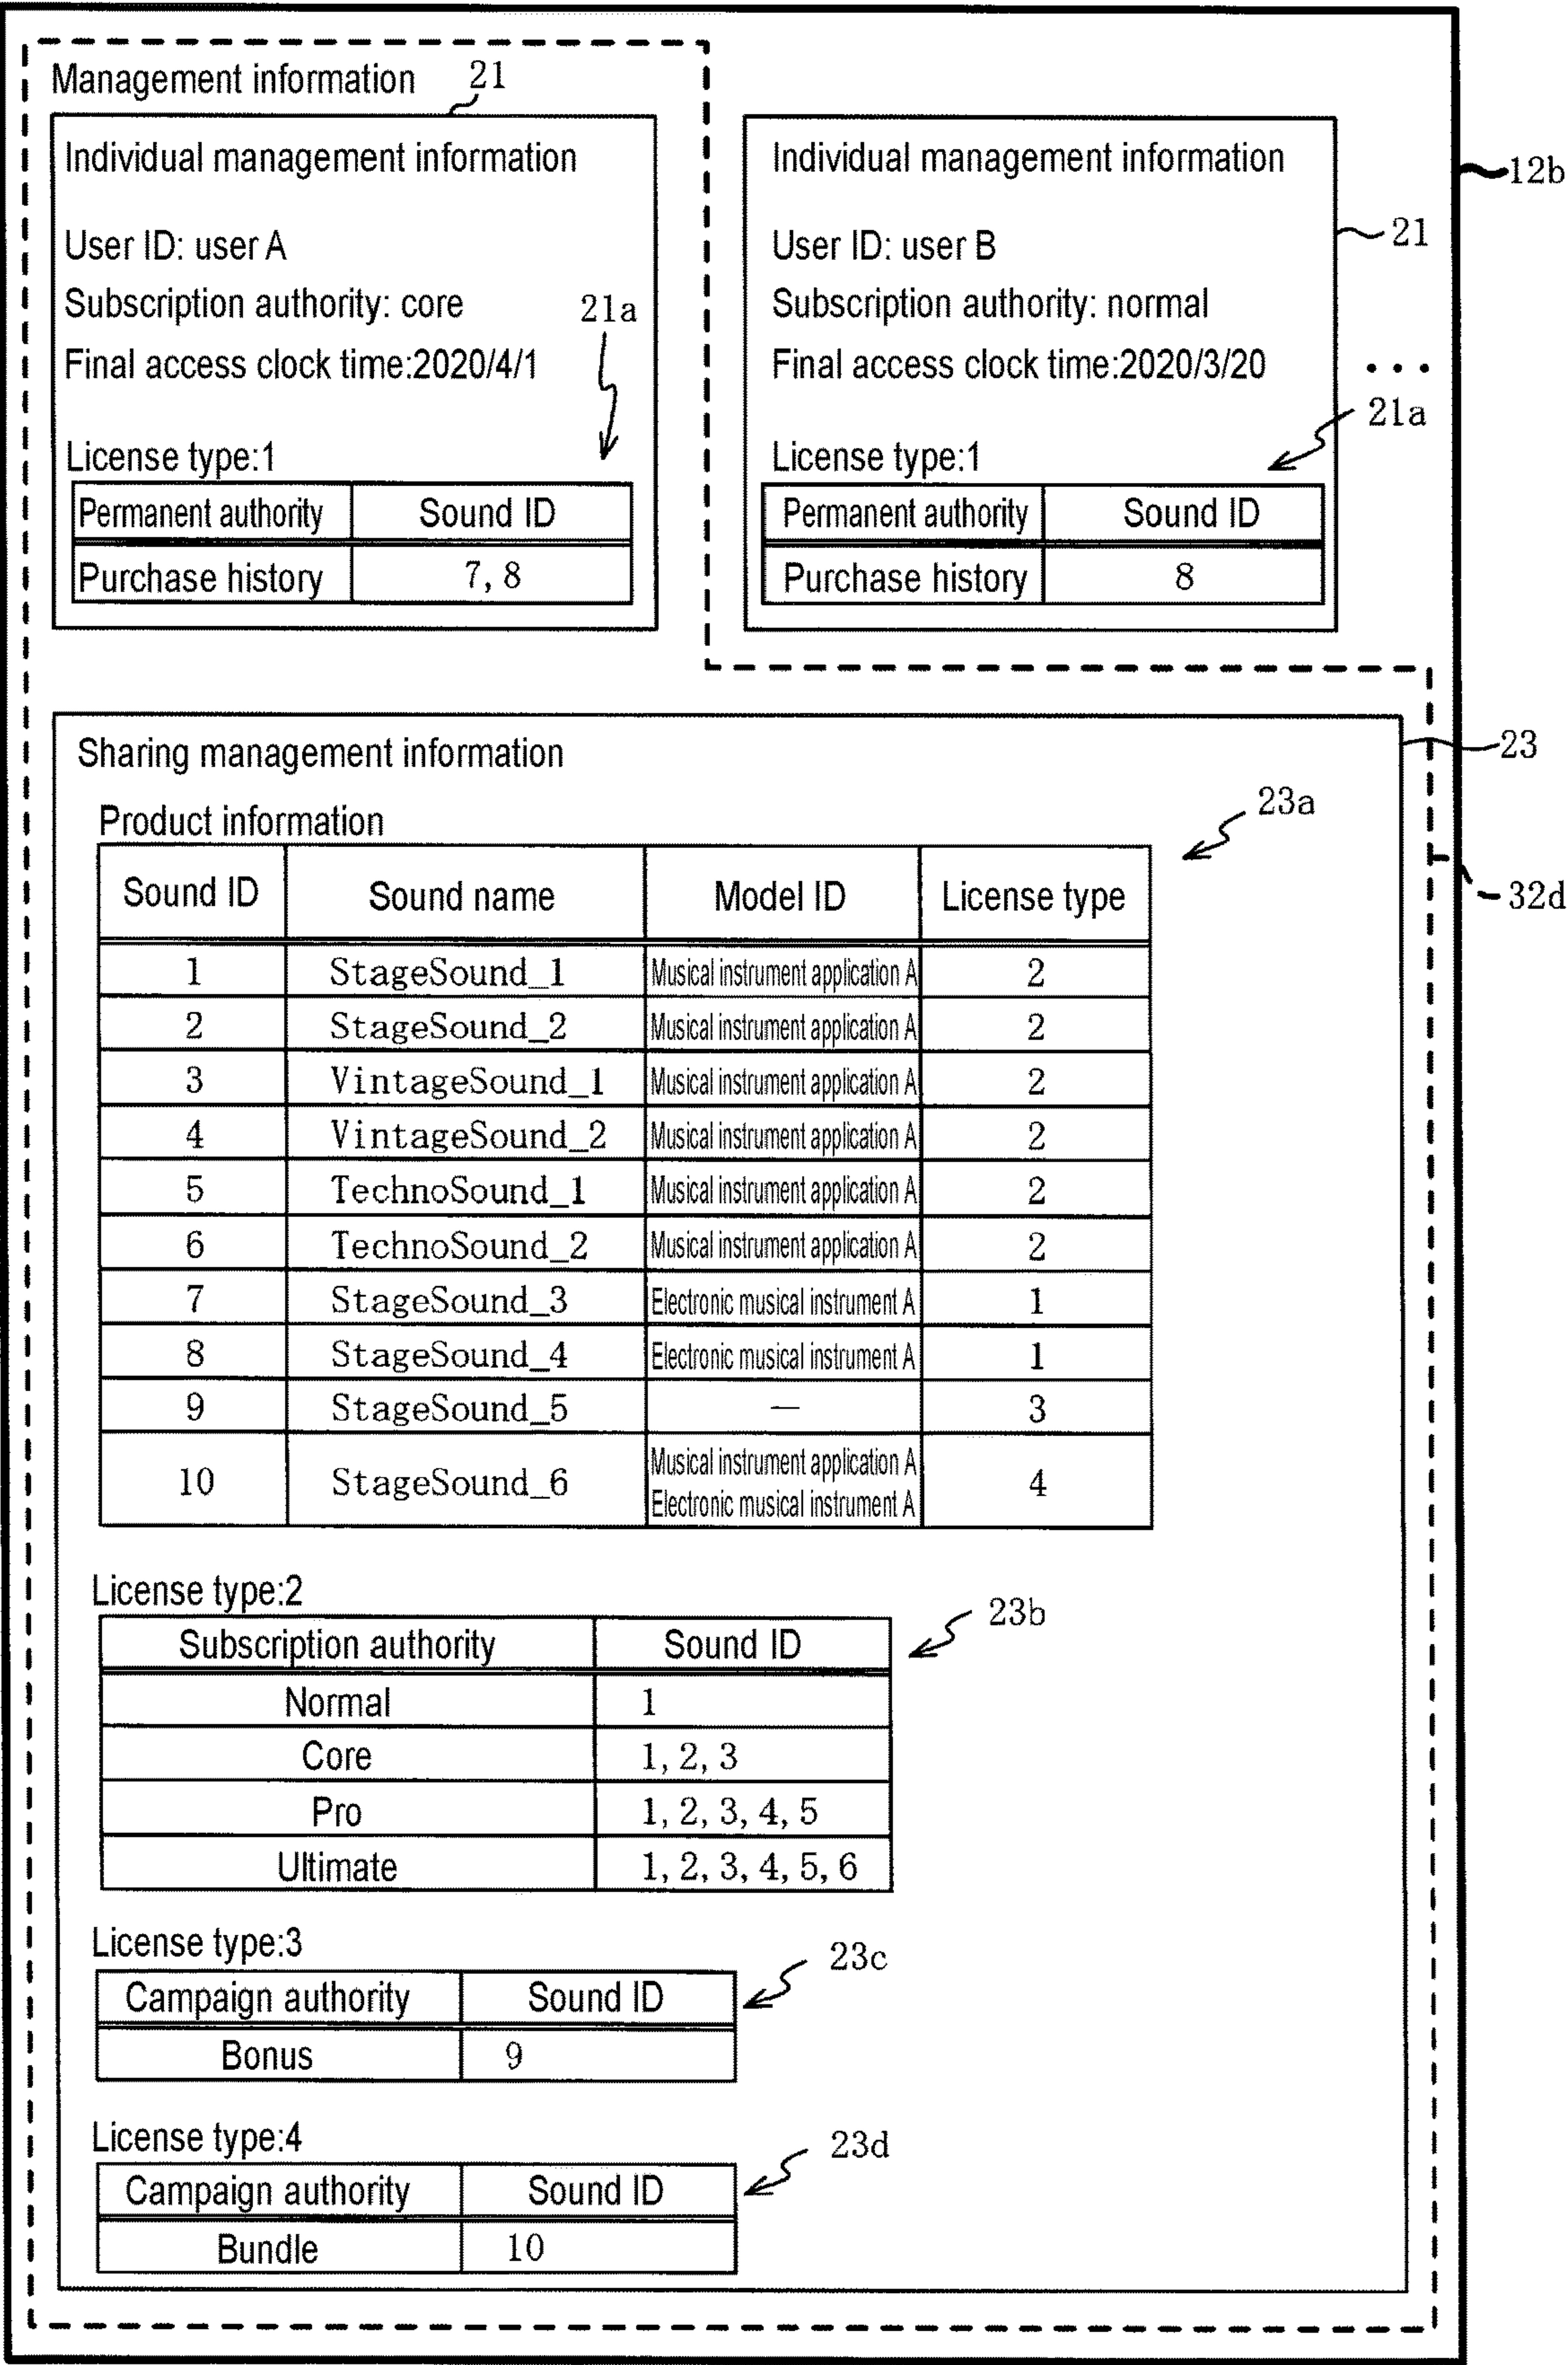 Management information 21
Individual management information
User ID: user A
Subscription authority: core
21a
Final access clock time:2020/4/1
License type:1
Permanent authority Sound ID
Purchase history 7, 8
Individual management information
12b
21
User ID: user B
Subscription authority: normal
Final access clock time:2020/3/20
...
21a
License type:1
Permanent authority Sound ID
Purchase history 8
Sharing management information
23
Product information
23a
Sound ID Sound name Model ID License type
32d
1 StageSound_1 Musical instrument application A 2
2 StageSound_2 Musical instrument application A 2
3 VintageSound_1 Musical instrument application A 2
4 VintageSound_2 Musical instrument application A 2
5 TechnoSound_1 Musical instrument application A 2
6 TechnoSound_2 Musical instrument application A 2
7 StageSound_3 Electronic musical instrument A 1
8 StageSound_4 Electronic musical instrument A 1
9 StageSound_5 — 3
10 StageSound_6 Musical instrument application A 4
Electronic musical instrument A
License type:2
23b
Subscription authority Sound ID
Normal 1
Core 1, 2, 3
Pro 1, 2, 3, 4, 5
Ultimate 1, 2, 3, 4, 5, 6
License type:3
23c
Campaign authority Sound ID
Bonus 9
License type:4
23d
Campaign authority Sound ID
Bundle 10